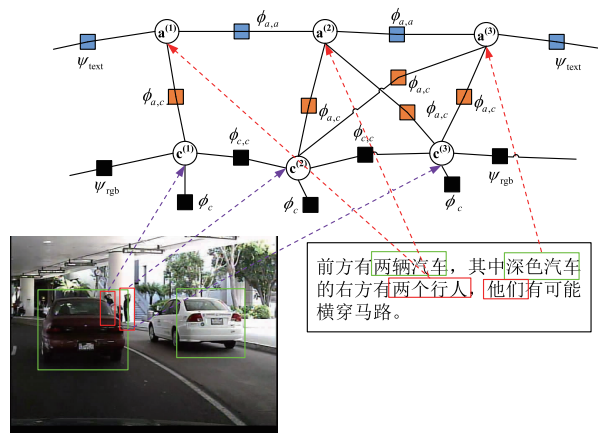 ϕa,a ϕa,a
a(1) a(2) a(3)
ψtext ψtext
ϕa,c ϕa,c ϕa,c ϕa,c ϕa,c
ϕc,c ϕc,c
c(1) c(2) c(3)
ψrgb ψrgb
ϕc ϕc ϕc
前方有两辆汽车，其中深色汽车
的右方有两个行人，他们有可能
横穿马路。